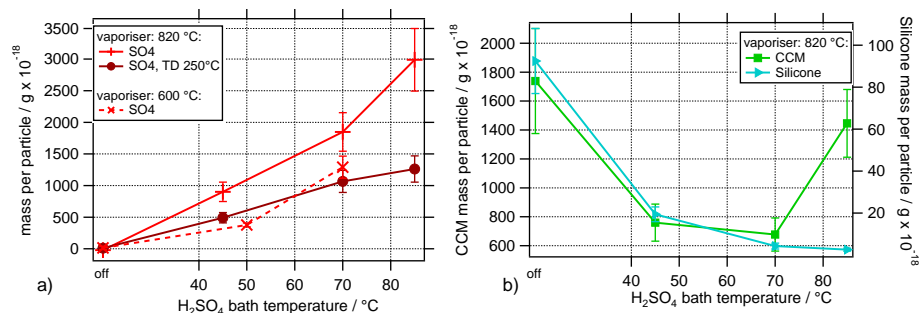 3500
3000
2500
2000
1500
1000
500
0
mass per particle / g x 10⁻¹⁸
vaporiser: 820 °C:
SO4
SO4, TD 250°C
vaporiser: 600 °C:
SO4
off
40
50
60
70
80
H₂SO₄ bath temperature / °C
a)
2000
1800
1600
1400
1200
1000
800
600
CCM mass per particle / g x 10⁻¹⁸
vaporiser: 820 °C:
CCM
Silicone
100
80
60
40
20
Silicone mass per particle / g x 10⁻¹⁸
off
40
50
60
70
80
H₂SO₄ bath temperature / °C
b)